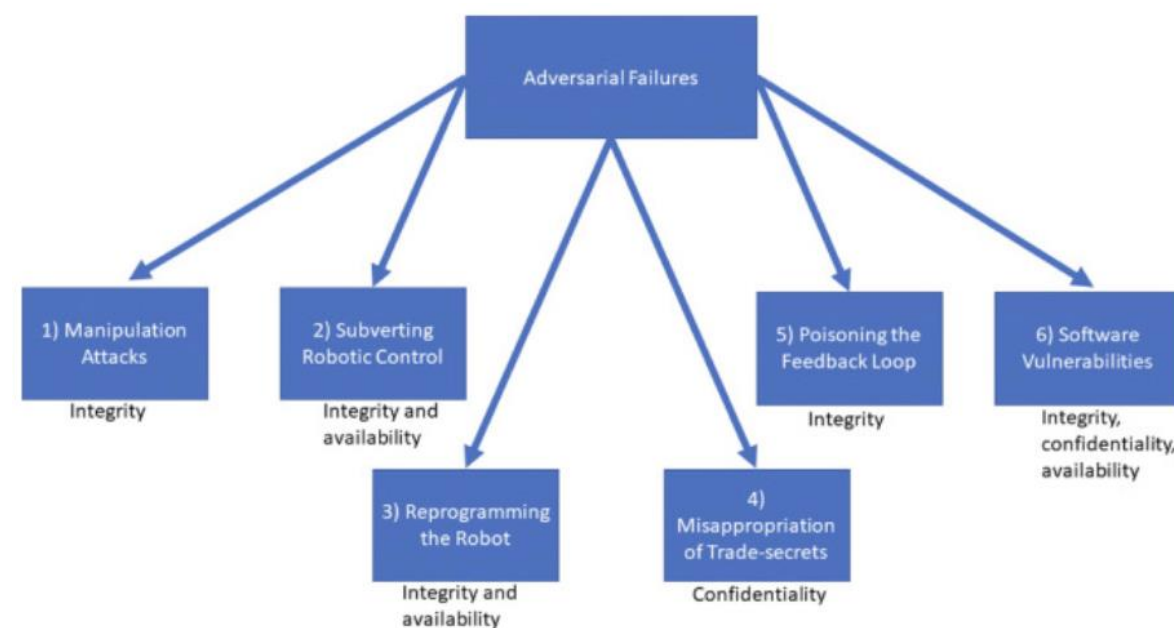 Adversarial Failures
1) Manipulation
Attacks
Integrity
2) Subverting
Robotic Control
Integrity and
availability
3) Reprogramming
the Robot
Integrity and
availability
4)
Misappropriation
of Trade-secrets
Confidentiality
5) Poisoning the
Feedback Loop
Integrity
6) Software
Vulnerabilities
Integrity,
confidentiality,
availability